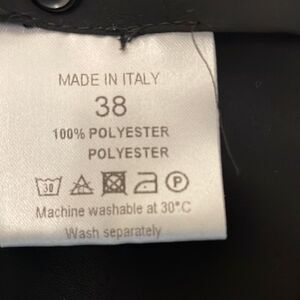 MADE IN ITALY
38
100% POLYESTER
POLYESTER
30 P
Machine washable at 30°C
Wash separately